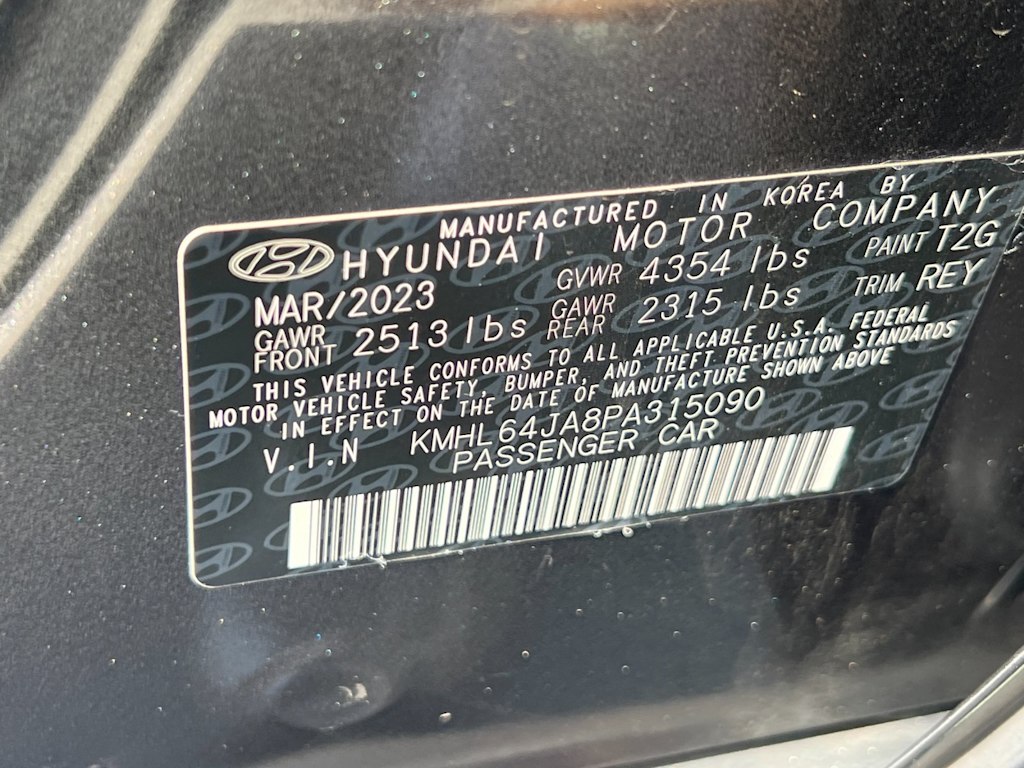 MANUFACTURED IN KOREA BY
HYUNDAI MOTOR COMPANY
MAR/2023 GVWR 4354 lbs PAINT T2G
GAWR FRONT 2513 lbs GAWR REAR 2315 lbs TRIM REY
THIS VEHICLE CONFORMS TO ALL APPLICABLE U.S.A. FEDERAL
MOTOR VEHICLE SAFETY, BUMPER, AND THEFT PREVENTION STANDARDS
IN EFFECT ON THE DATE OF MANUFACTURE SHOWN ABOVE
V.I.N KMHL64JA8PA315090
PASSENGER CAR